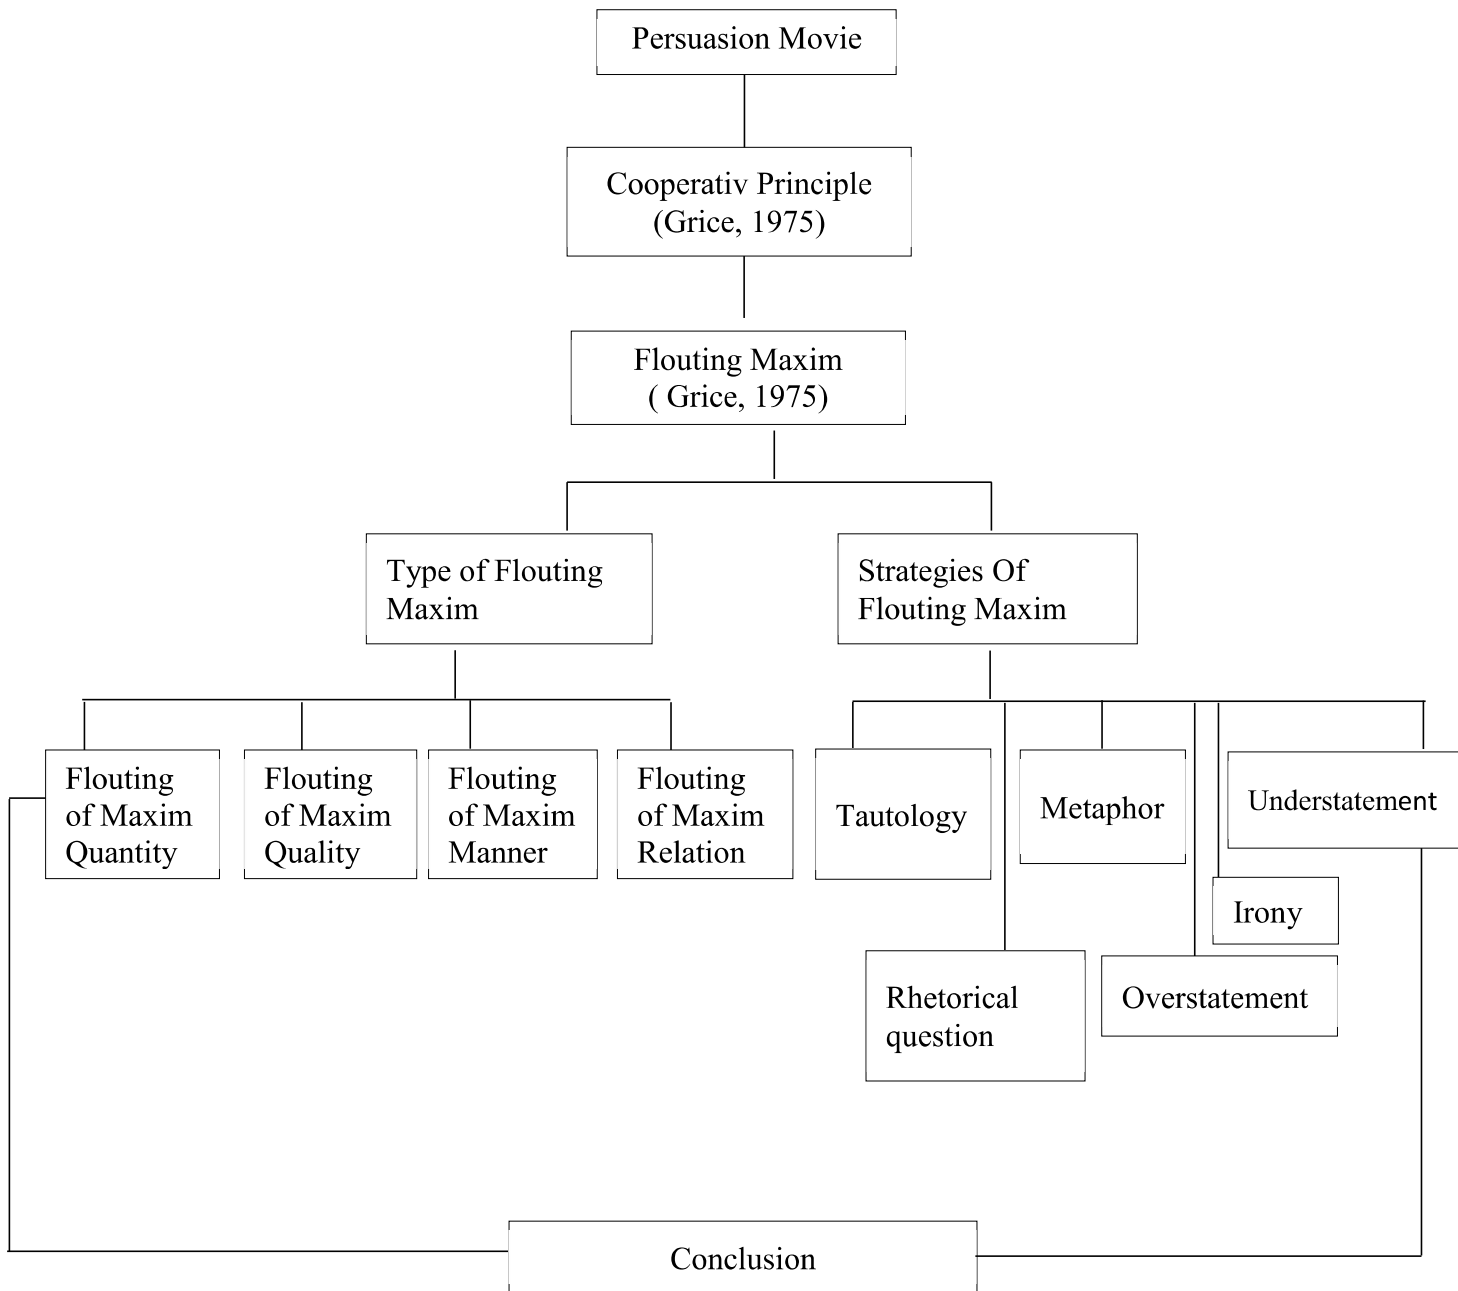 Persuasion Movie
Cooperativ Principle
(Grice, 1975)
Flouting Maxim
( Grice, 1975)
Type of Flouting
Maxim
Strategies Of
Flouting Maxim
Flouting
of Maxim
Quantity
Flouting
of Maxim
Quality
Flouting
of Maxim
Manner
Flouting
of Maxim
Relation
Tautology
Metaphor
Understatement
Irony
Rhetorical
question
Overstatement
Conclusion